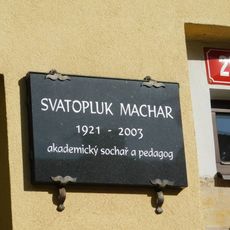 SVATOPLUK MACHAR
1921 - 2003
akademický sochař a pedagog